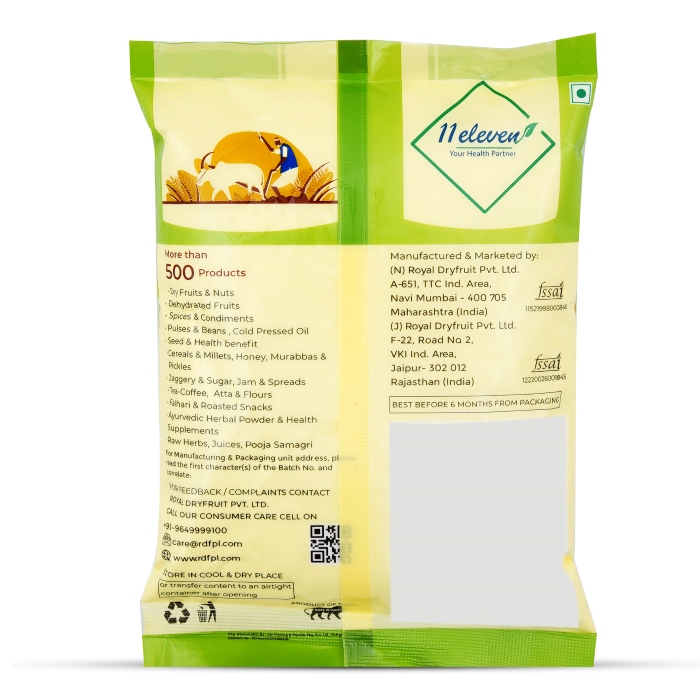 11 eleven
Your Health Partner
More than
500 Products
· Dry Fruits & Nuts
· Dehydrated Fruits
· Spices & Condiments
· Pulses & Beans , Cold Pressed Oil
· Seed & Health benefit
· Cereals & Millets, Honey, Murabbas &
Pickles
· Jaggery & Sugar, Jam & Spreads
· Tea-Coffee, Atta & Flours
· Falhari & Roasted Snacks
· Ayurvedic Herbal Powder & Health
Supplements
Raw Herbs, Juices, Pooja Samagri
For Manufacturing & Packaging unit address,
read the first character(s) of the Batch No. and
correlate:
FOR FEEDBACK / COMPLAINTS CONTACT
ROYAL DRYFRUIT PVT. LTD.
CALL OUR CONSUMER CARE CELL ON
+91-9649999100
care@rdfpl.com
www.rdfpl.com
STORE IN COOL & DRY PLACE
or transfer content to an airtight
container after opening
PRODUCT OF
Manufactured & Marketed by:
(N) Royal Dryfruit Pvt. Ltd.
A-651, TTC Ind. Area,
Navi Mumbai - 400 705
Maharashtra (India)
fssai
(J) Royal Dryfruit Pvt. Ltd.
F-22, Road No. 2,
VKI Ind. Area,
Jaipur- 302 012
Rajasthan (India)
fssai
BEST BEFORE 6 MONTHS FROM PACKAGING